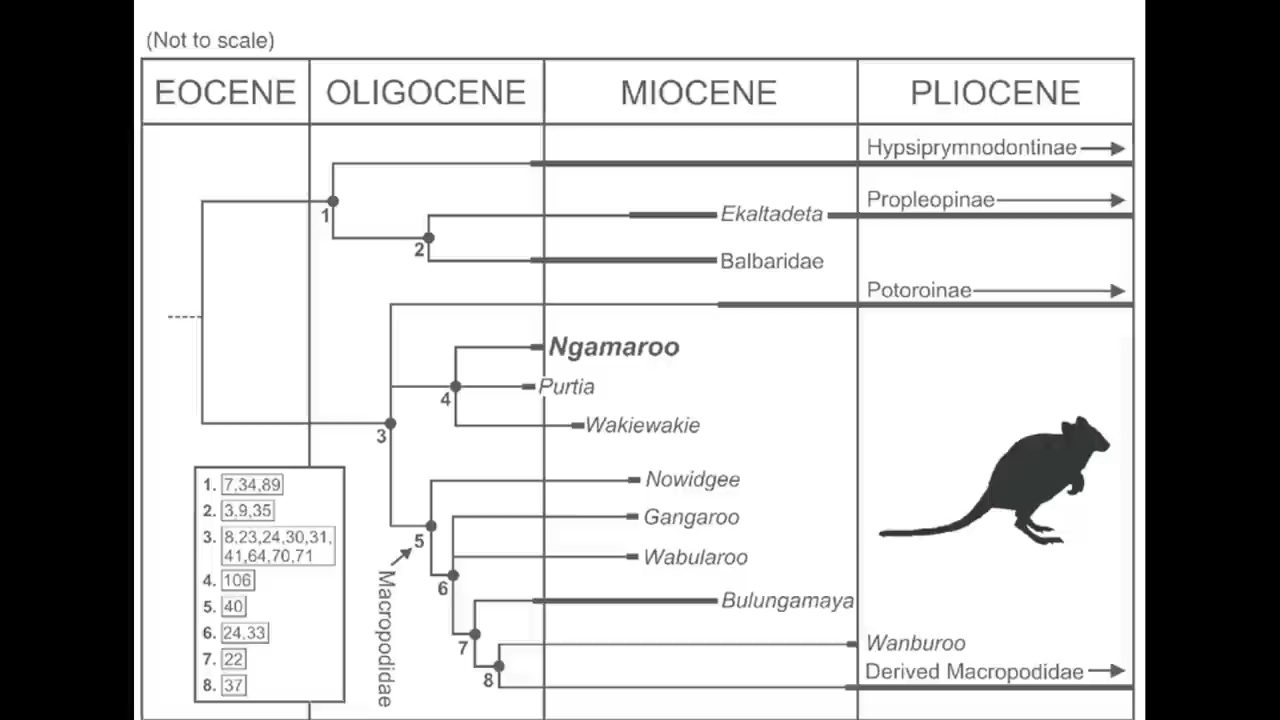 (Not to scale)
EOCENE OLIGOCENE MIOCENE PLIOCENE
Hypsiprymnodontinae
1
Propleopinae
Ekaltadeta
2
Balbaridae
Potoroinae
Ngamaroo
Purtia
4
Wakiewakie
3
Nowidgee
Gangaroo
5
Wabularoo
6
Macropodidae
Bulungamaya
7
Wanburoo
Derived Macropodidae
8
1. 7,34,89
2. 3,9,35
3. 8,23,24,30,31,
41,64,70,71
4. 106
5. 40
6. 24,33
7. 22
8. 37